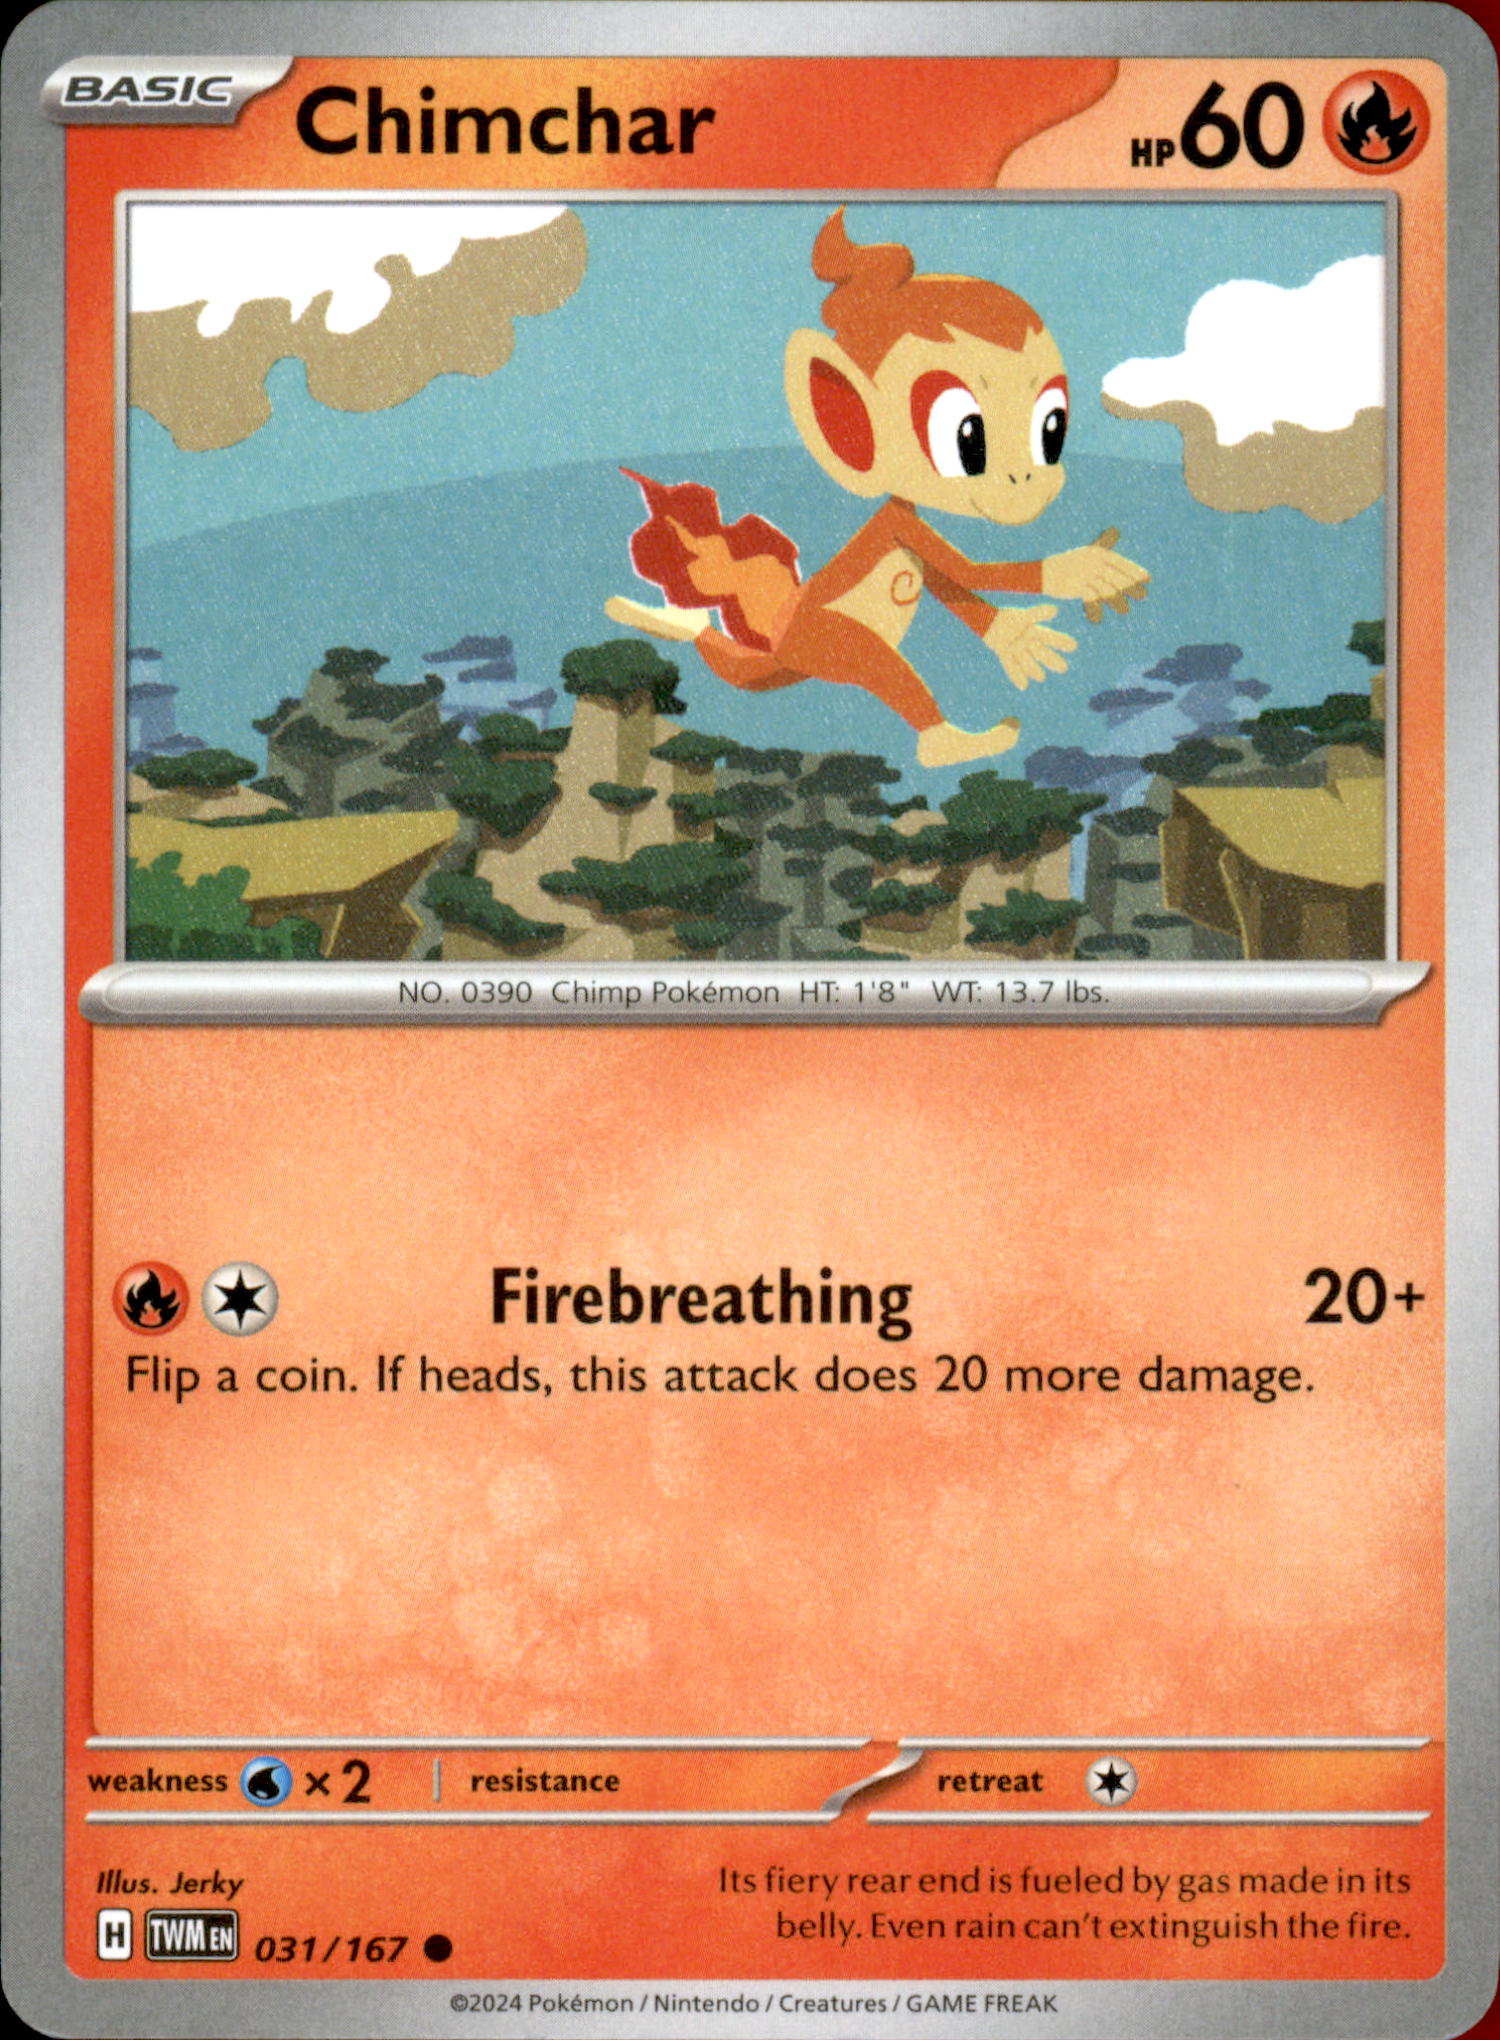 BASIC
Chimchar
HP 60
NO. 0390 Chimp Pokémon HT: 1'8" WT: 13.7 lbs.
Firebreathing 20+
Flip a coin. If heads, this attack does 20 more damage.
weakness × 2 | resistance
retreat
Illus. Jerky
Its fiery rear end is fueled by gas made in its
belly. Even rain can't extinguish the fire.
H TWM EN 031/167
©2024 Pokémon / Nintendo / Creatures / GAME FREAK